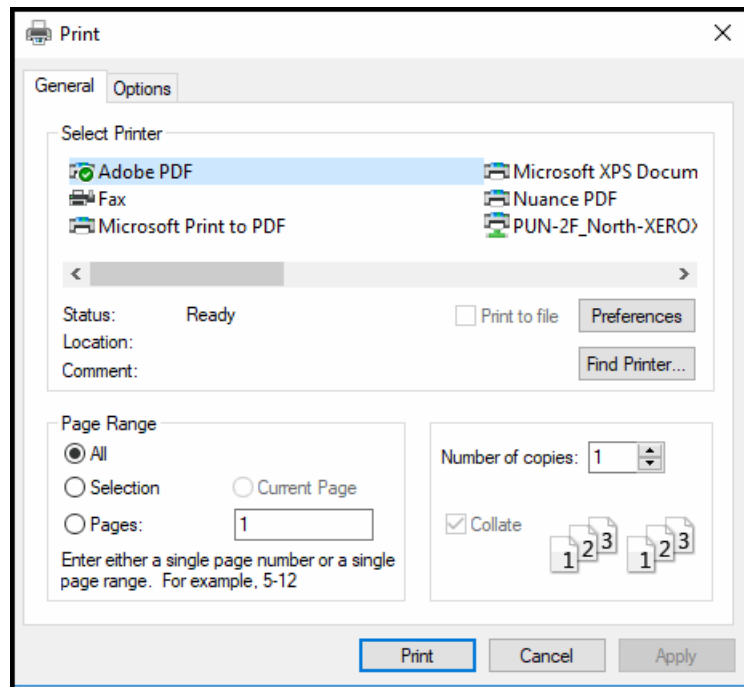 Print
General Options
Select Printer
Adobe PDF Microsoft XPS Docum
Fax Nuance PDF
Microsoft Print to PDF PUN-2F_North-XEROX
Status: Ready Print to file Preferences
Location:
Comment: Find Printer...
Page Range
All Number of copies: 1
Selection Current Page
Pages: 1 Collate
1 2 3 1 2 3
Enter either a single page number or a single
page range. For example, 5-12
Print Cancel Apply